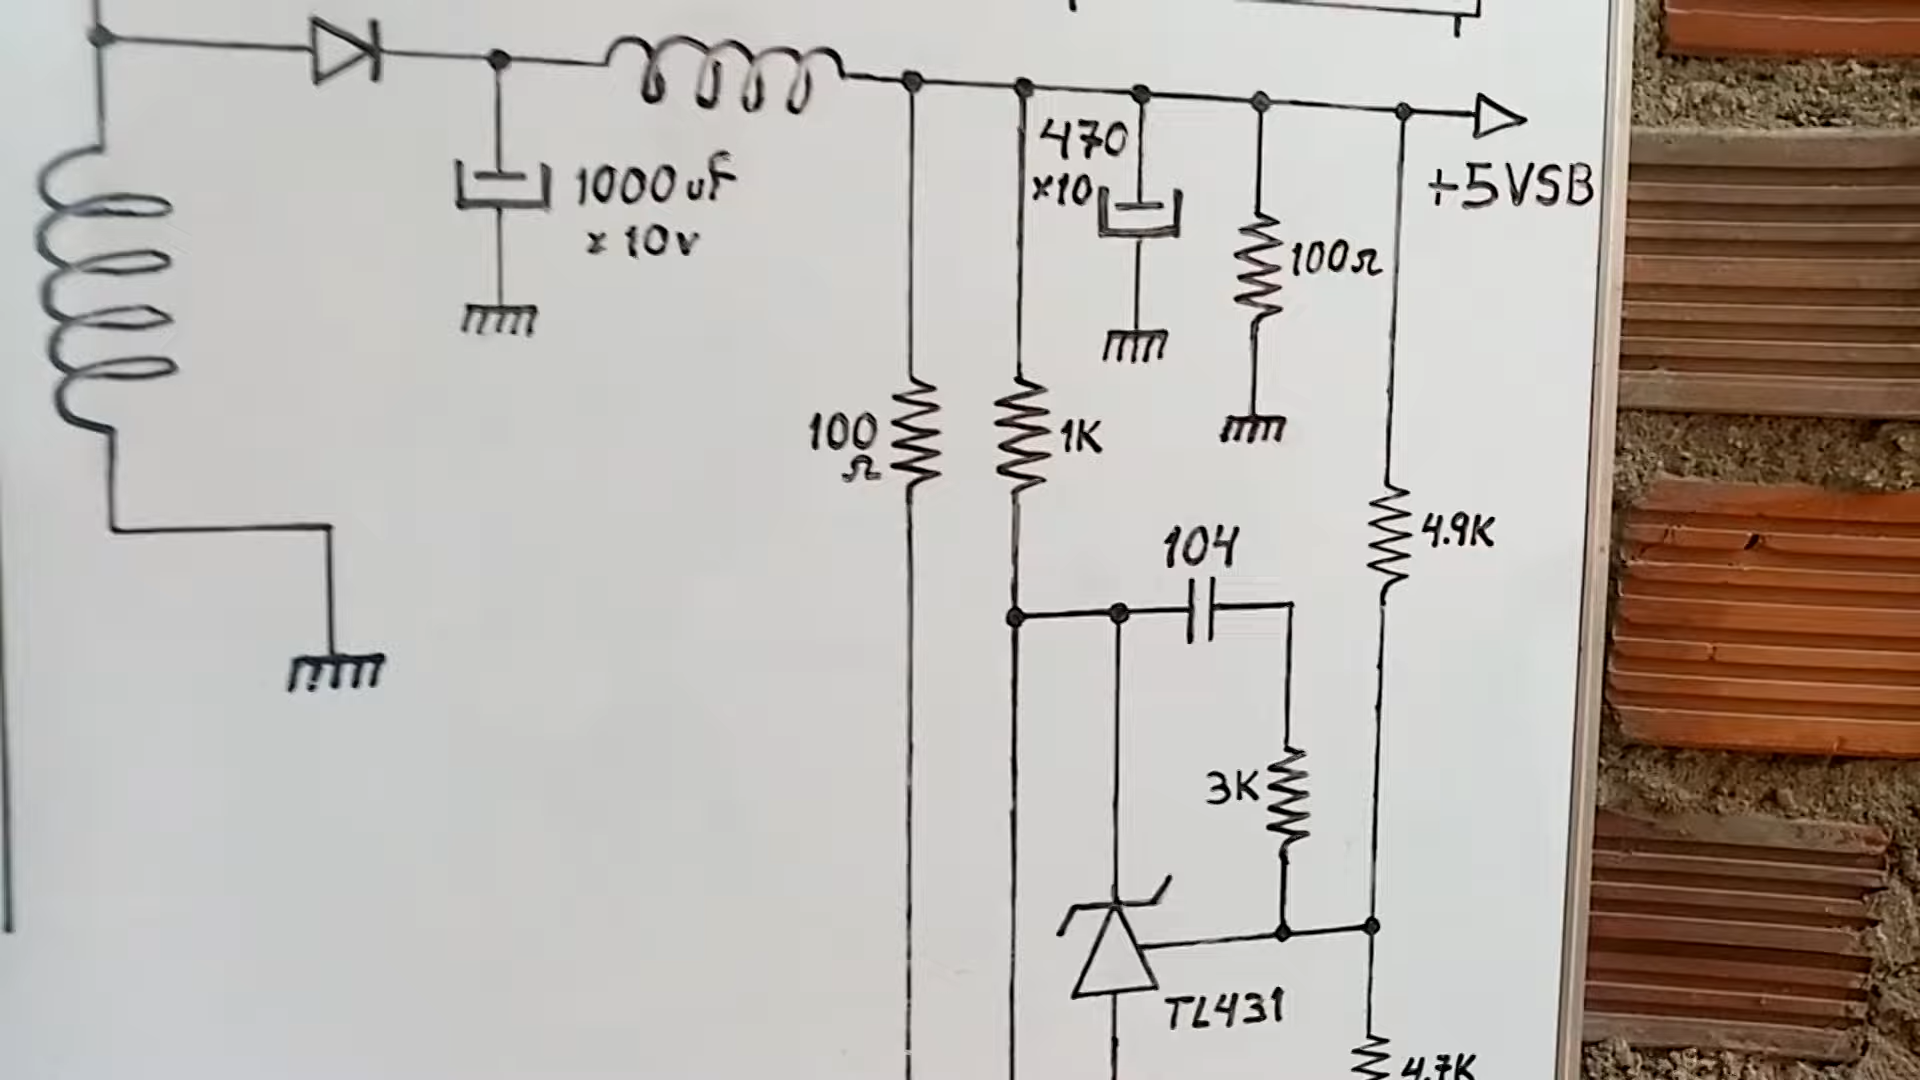 1000uF
x 10v
470
x10
+5VSB
100Ω
100
Ω
1K
4.9K
104
3K
TL431
4.7K